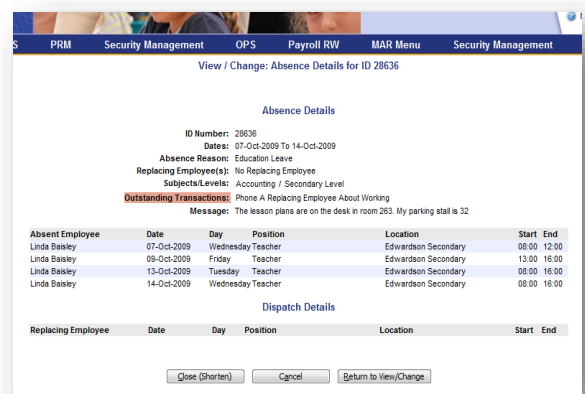 S PRM Security Management OPS Payroll RW MAR Menu Security Management
View / Change: Absence Details for ID 28636
Absence Details
ID Number: 28636
Dates: 07-Oct-2009 To 14-Oct-2009
Absence Reason: Education Leave
Replacing Employee(s): No Replacing Employee
Subjects/Levels: Accounting / Secondary Level
Outstanding Transactions: Phone A Replacing Employee About Working
Message: The lesson plans are on the desk in room 263. My parking stall is 32
Absent Employee Date Day Position Location Start End
Linda Baisley 07-Oct-2009 Wednesday Teacher Edwardson Secondary 08:00 12:00
Linda Baisley 09-Oct-2009 Friday Teacher Edwardson Secondary 13:00 16:00
Linda Baisley 13-Oct-2009 Tuesday Teacher Edwardson Secondary 08:00 16:00
Linda Baisley 14-Oct-2009 Wednesday Teacher Edwardson Secondary 08:00 16:00
Dispatch Details
Replacing Employee Date Day Position Location Start End
Close (Shorten) Cancel Return to View/Change